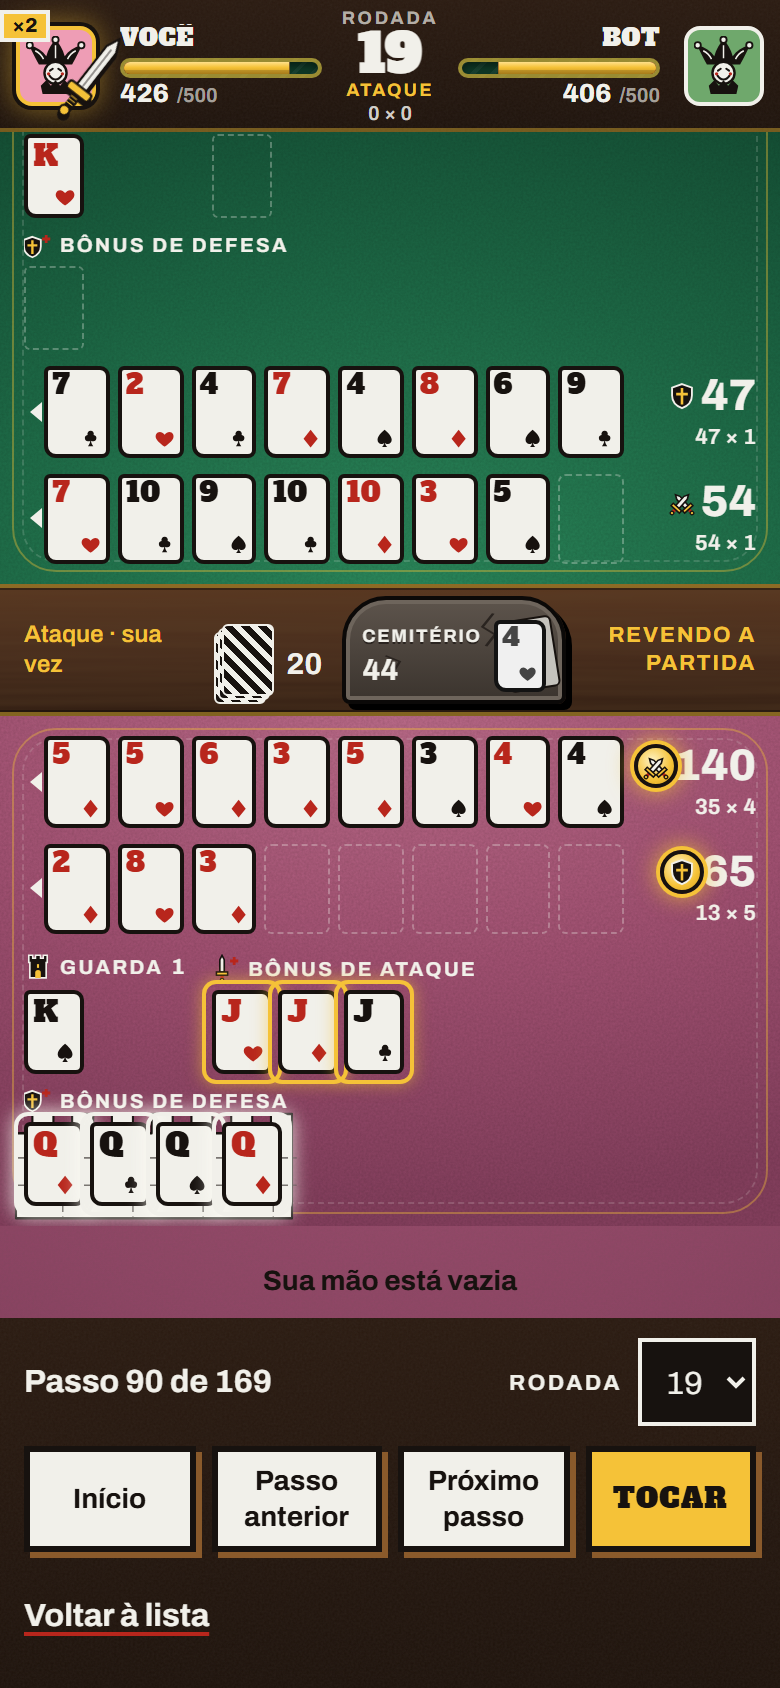 ×2
VOCÊ
426 /500
RODADA
19
ATAQUE
0 × 0
BOT
406 /500
K
BÔNUS DE DEFESA
7 2 4 7 4 8 6 9
47
47 × 1
7 10 9 10 10 3 5
54
54 × 1
Ataque · sua
vez
20
CEMITÉRIO
44
4
REVENDO A
PARTIDA
5 5 6 3 5 3 4 4
140
35 × 4
2 8 3
65
13 × 5
GUARDA 1
BÔNUS DE ATAQUE
K J J J
BÔNUS DE DEFESA
Q Q Q Q
Sua mão está vazia
Passo 90 de 169
RODADA
19
Início
Passo
anterior
Próximo
passo
TOCAR
Voltar à lista